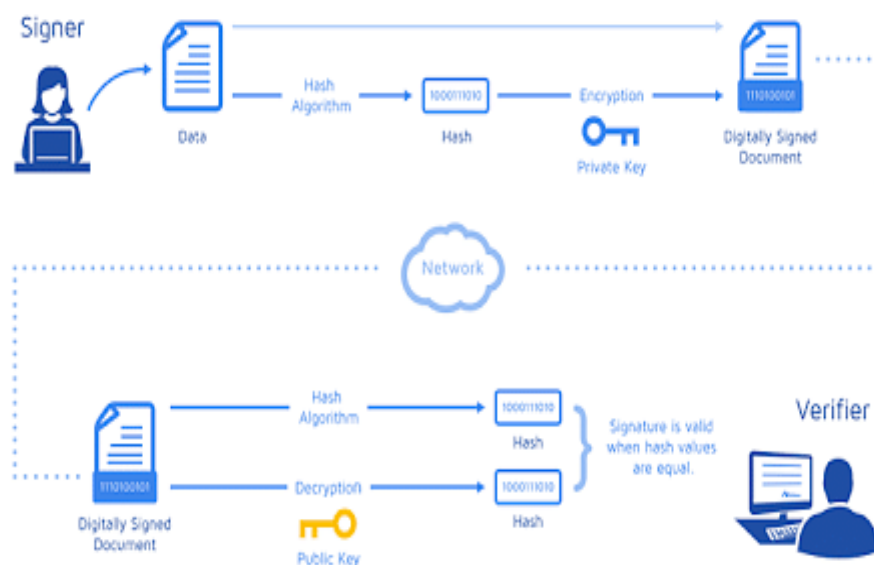 Signer
Hash
Algorithm
1000111010
Encryption
1110100101
Data
Hash
Private Key
Digitally Signed
Document
Network
Hash
Algorithm
1000111010
Hash
Signature is valid
when hash values
are equal.
Verifier
1110100101
Decryption
1000111010
Hash
Digitally Signed
Document
Public Key